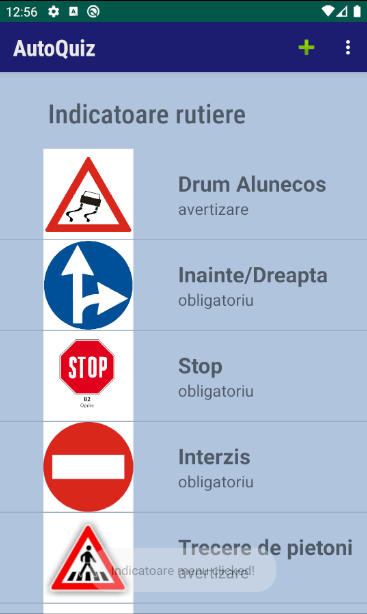 12:56
AutoQuiz
Indicatoare rutiere
Drum Alunecos
avertizare
Inainte/Dreapta
obligatoriu
STOP
B2
Oprire
Stop
obligatoriu
Interzis
obligatoriu
Trecere de pietoni
avertizare
Indicatoare menu clicked!